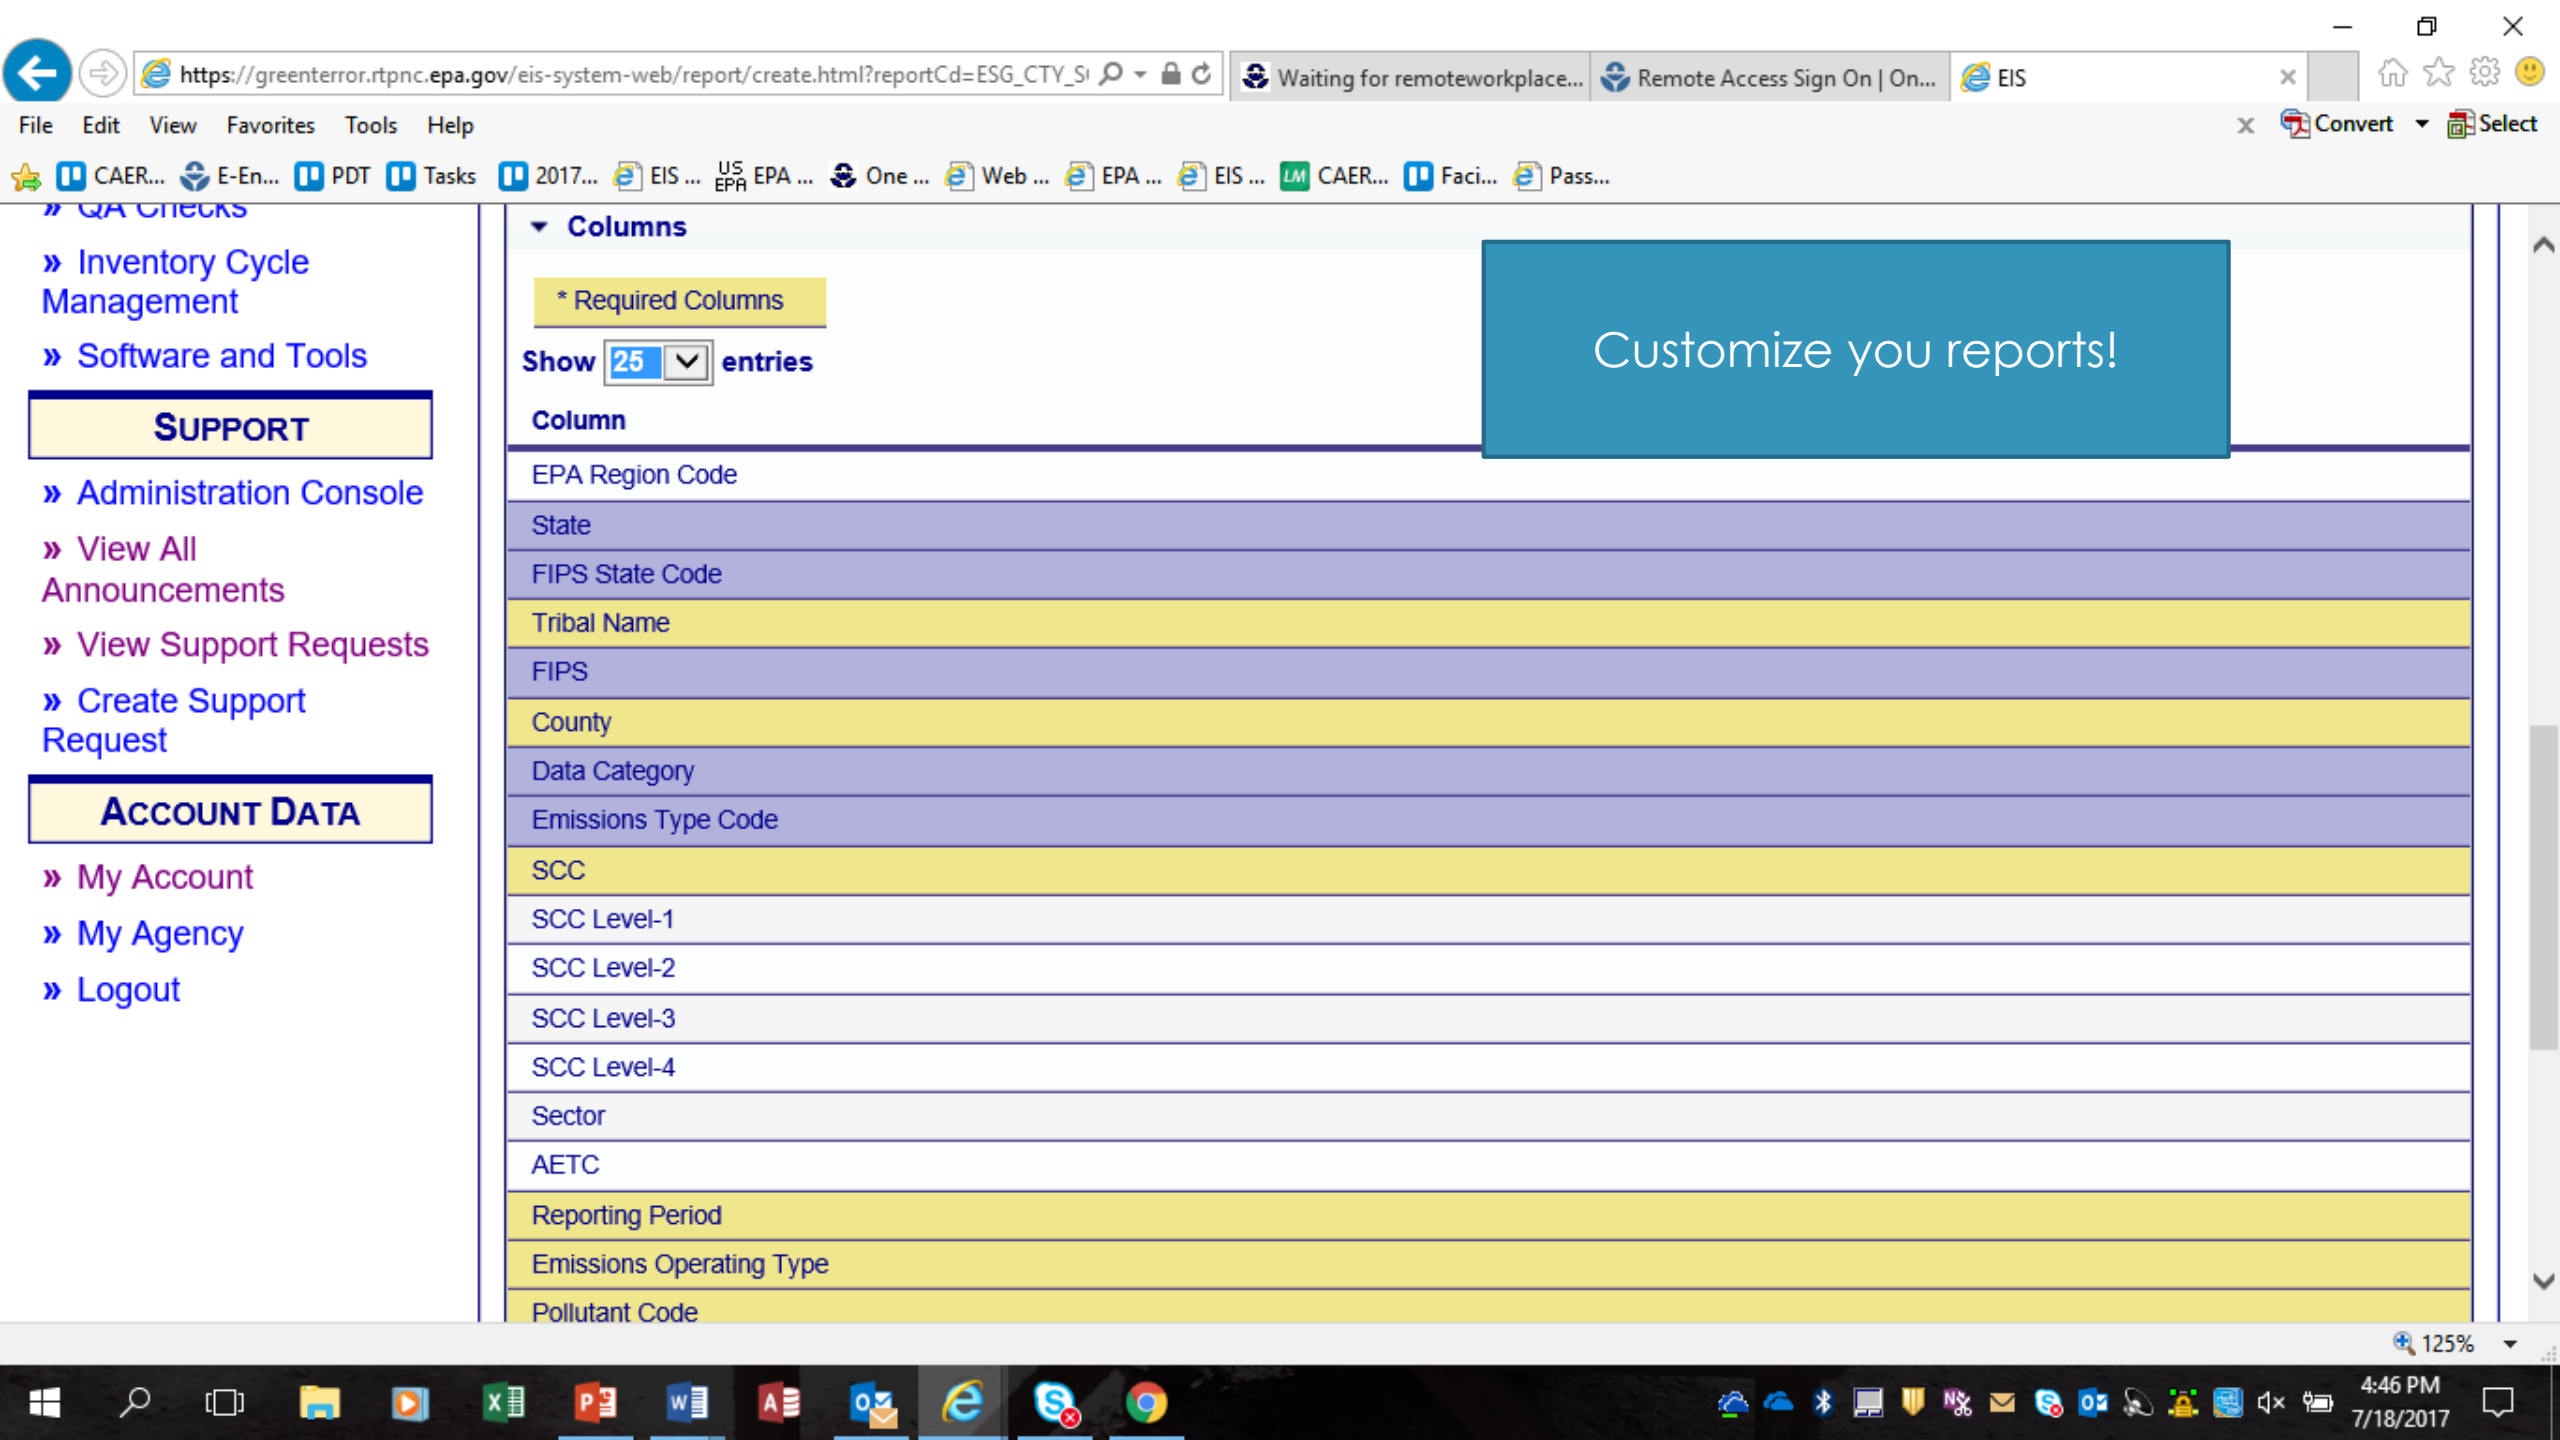 https://greenterror.rtpnc.epa.gov/eis-system-web/report/create.html?reportCd=ESG_CTY_S
Waiting for remoteworkplace...
Remote Access Sign On | On...
EIS
File Edit View Favorites Tools Help
Convert Select
CAER... E-En... PDT Tasks 2017... EIS ... US EPA EPA ... One ... Web ... EPA ... EIS ... LM CAER... Faci... Pass...
» QA Checks
» Inventory Cycle
Management
» Software and Tools
SUPPORT
» Administration Console
» View All
Announcements
» View Support Requests
» Create Support
Request
ACCOUNT DATA
» My Account
» My Agency
» Logout
Columns
* Required Columns
Show 25 entries
Customize you reports!
Column
EPA Region Code
State
FIPS State Code
Tribal Name
FIPS
County
Data Category
Emissions Type Code
SCC
SCC Level-1
SCC Level-2
SCC Level-3
SCC Level-4
Sector
AETC
Reporting Period
Emissions Operating Type
Pollutant Code
125%
4:46 PM
7/18/2017